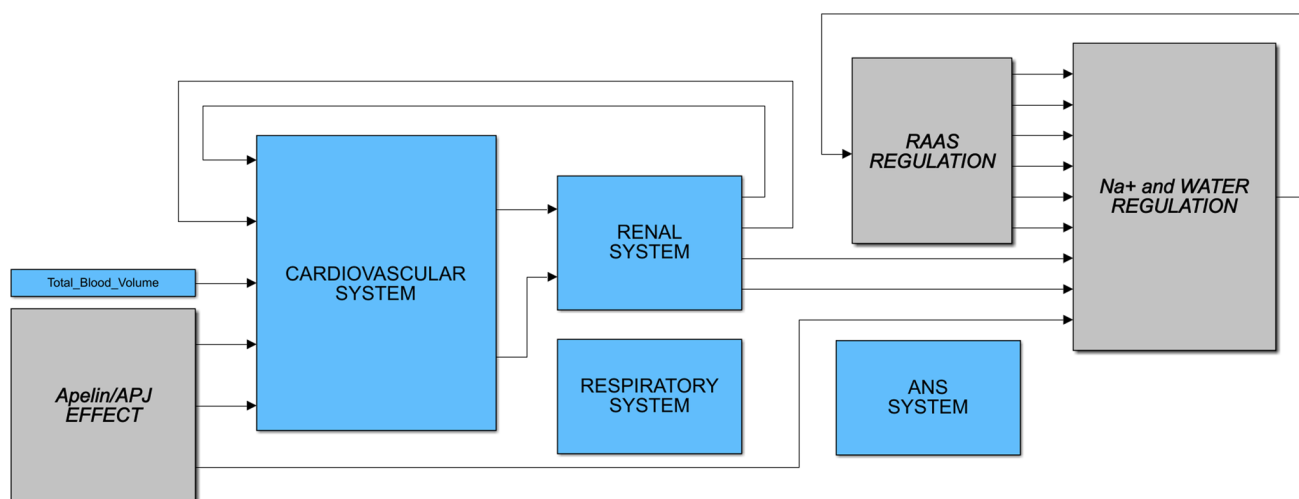 RAAS
REGULATION
Na+ and WATER
REGULATION
RENAL
SYSTEM
CARDIOVASCULAR
SYSTEM
Total_Blood_Volume
Apelin/APJ
EFFECT
RESPIRATORY
SYSTEM
ANS
SYSTEM